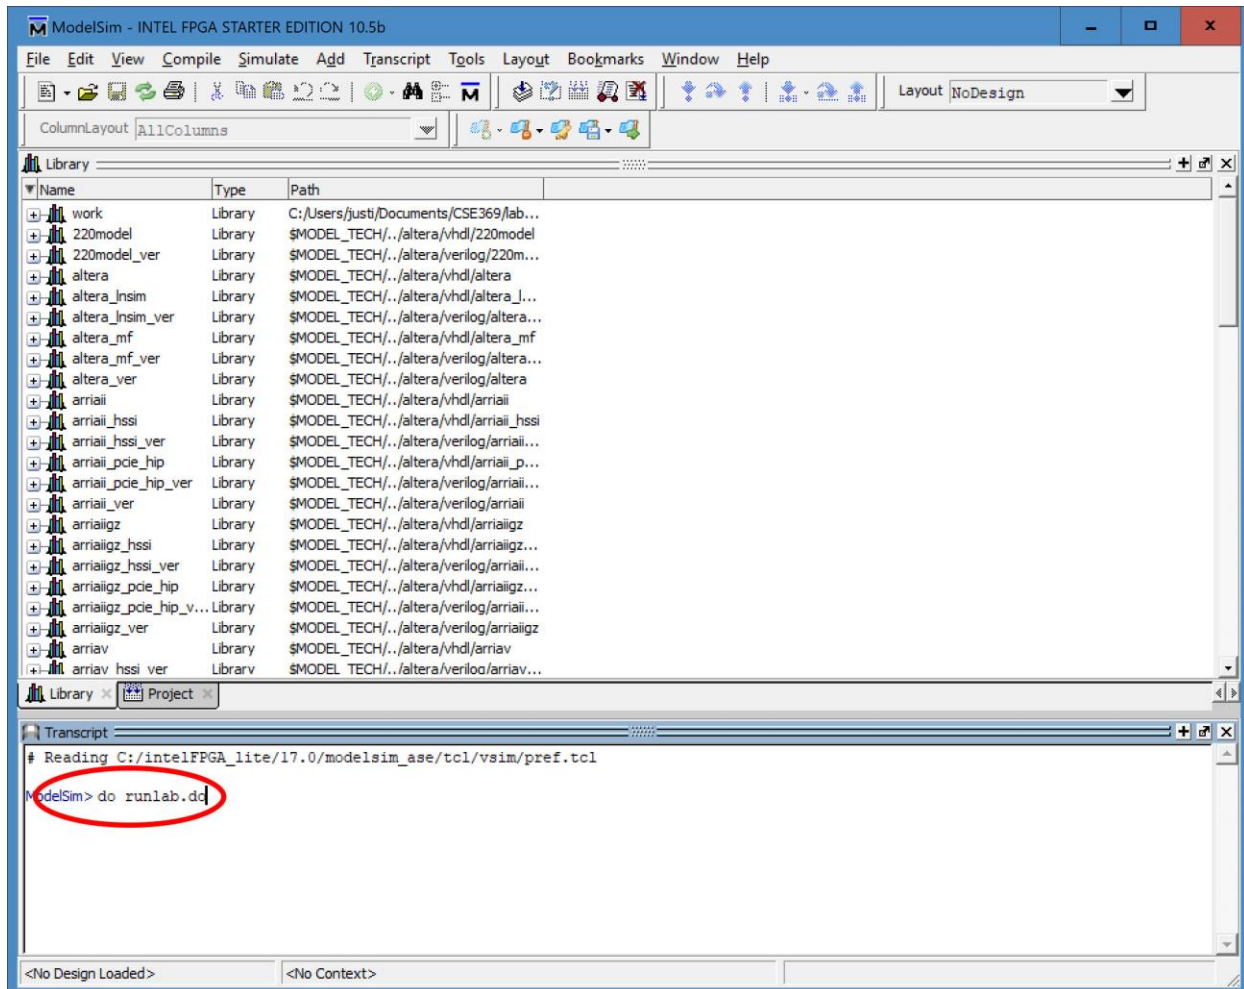 ModelSim - INTEL FPGA STARTER EDITION 10.5b
File Edit View Compile Simulate Add Transcript Tools Layout Bookmarks Window Help
Layout NoDesign
ColumnLayout AllColumns
Library
Name Type Path
work Library C:/Users/justi/Documents/CSE369/lab...
220model Library $MODEL_TECH/../altera/vhdl/220model
220model_ver Library $MODEL_TECH/../altera/verilog/220m...
altera Library $MODEL_TECH/../altera/vhdl/altera
altera_lnsim Library $MODEL_TECH/../altera/vhdl/altera_l...
altera_lnsim_ver Library $MODEL_TECH/../altera/verilog/altera...
altera_mf Library $MODEL_TECH/../altera/vhdl/altera_mf
altera_mf_ver Library $MODEL_TECH/../altera/verilog/altera...
altera_ver Library $MODEL_TECH/../altera/verilog/altera
arriaii Library $MODEL_TECH/../altera/vhdl/arriaii
arriaii_hssi Library $MODEL_TECH/../altera/vhdl/arriaii_hssi
arriaii_hssi_ver Library $MODEL_TECH/../altera/verilog/arriaii...
arriaii_pcie_hip Library $MODEL_TECH/../altera/vhdl/arriaii_p...
arriaii_pcie_hip_ver Library $MODEL_TECH/../altera/verilog/arriaii...
arriaii_ver Library $MODEL_TECH/../altera/verilog/arriaii
arriaiigz Library $MODEL_TECH/../altera/vhdl/arriaiigz
arriaiigz_hssi Library $MODEL_TECH/../altera/vhdl/arriaiigz...
arriaiigz_hssi_ver Library $MODEL_TECH/../altera/verilog/arriaii...
arriaiigz_pcie_hip Library $MODEL_TECH/../altera/vhdl/arriaiigz...
arriaiigz_pcie_hip_v... Library $MODEL_TECH/../altera/verilog/arriaii...
arriaiigz_ver Library $MODEL_TECH/../altera/verilog/arriaiigz
arriav Library $MODEL_TECH/../altera/vhdl/arriav
arriav_hssi_ver Library $MODEL_TECH/../altera/verilog/arriav...
Library Project
Transcript
# Reading C:/intelFPGA_lite/17.0/modelsim_ase/tcl/vsim/pref.tcl
ModelSim> do runlab.do
<No Design Loaded> <No Context>